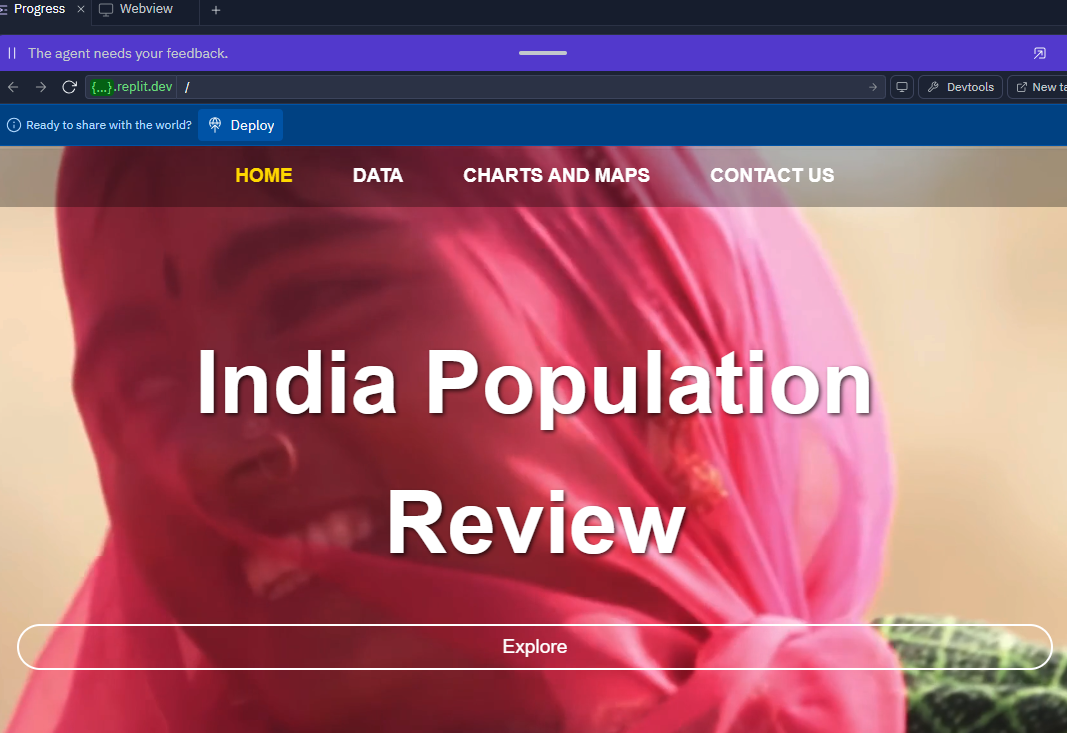 Progress
Webview
The agent needs your feedback.
{...}.replit.dev /
Devtools
New ta
Ready to share with the world?
Deploy
HOME DATA CHARTS AND MAPS CONTACT US
India Population
Review
Explore